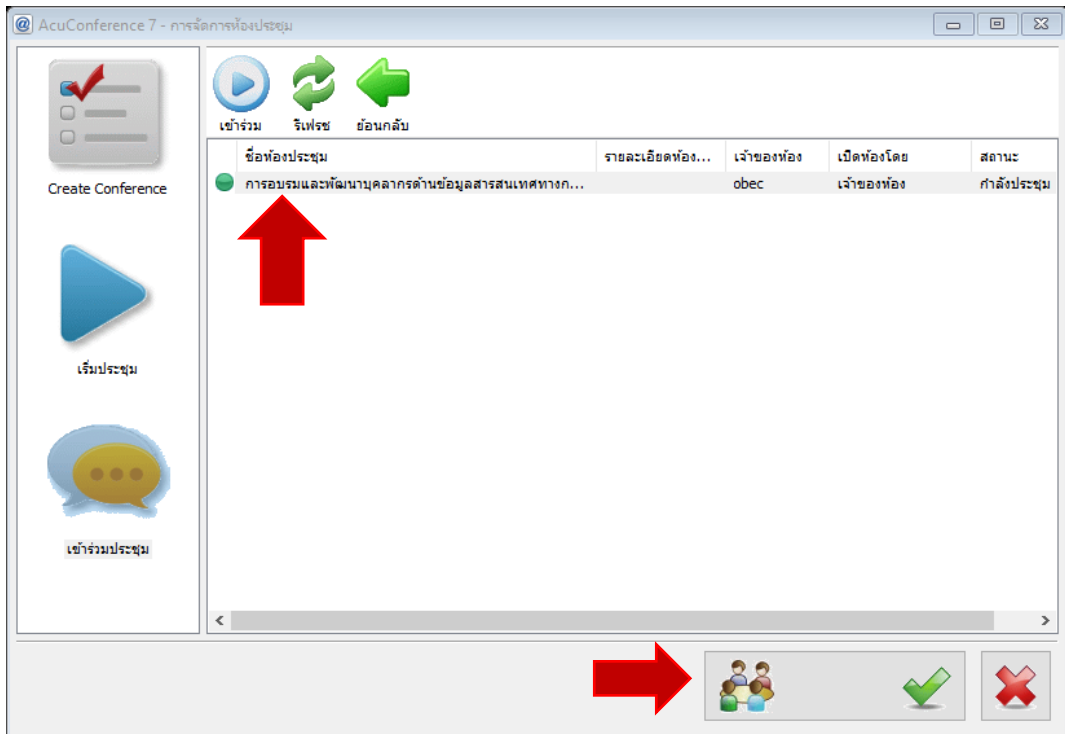 AcuConference 7 - การจัดการห้องประชุม
Create Conference
เริ่มประชุม
เข้าร่วมประชุม
เข้าร่วม รีเฟรช ย้อนกลับ
ชื่อห้องประชุม รายละเอียดห้อง... เจ้าของห้อง เปิดห้องโดย สถานะ
การอบรมและพัฒนาบุคลากรด้านข้อมูลสารสนเทศทางก... obec เจ้าของห้อง กำลังประชุม